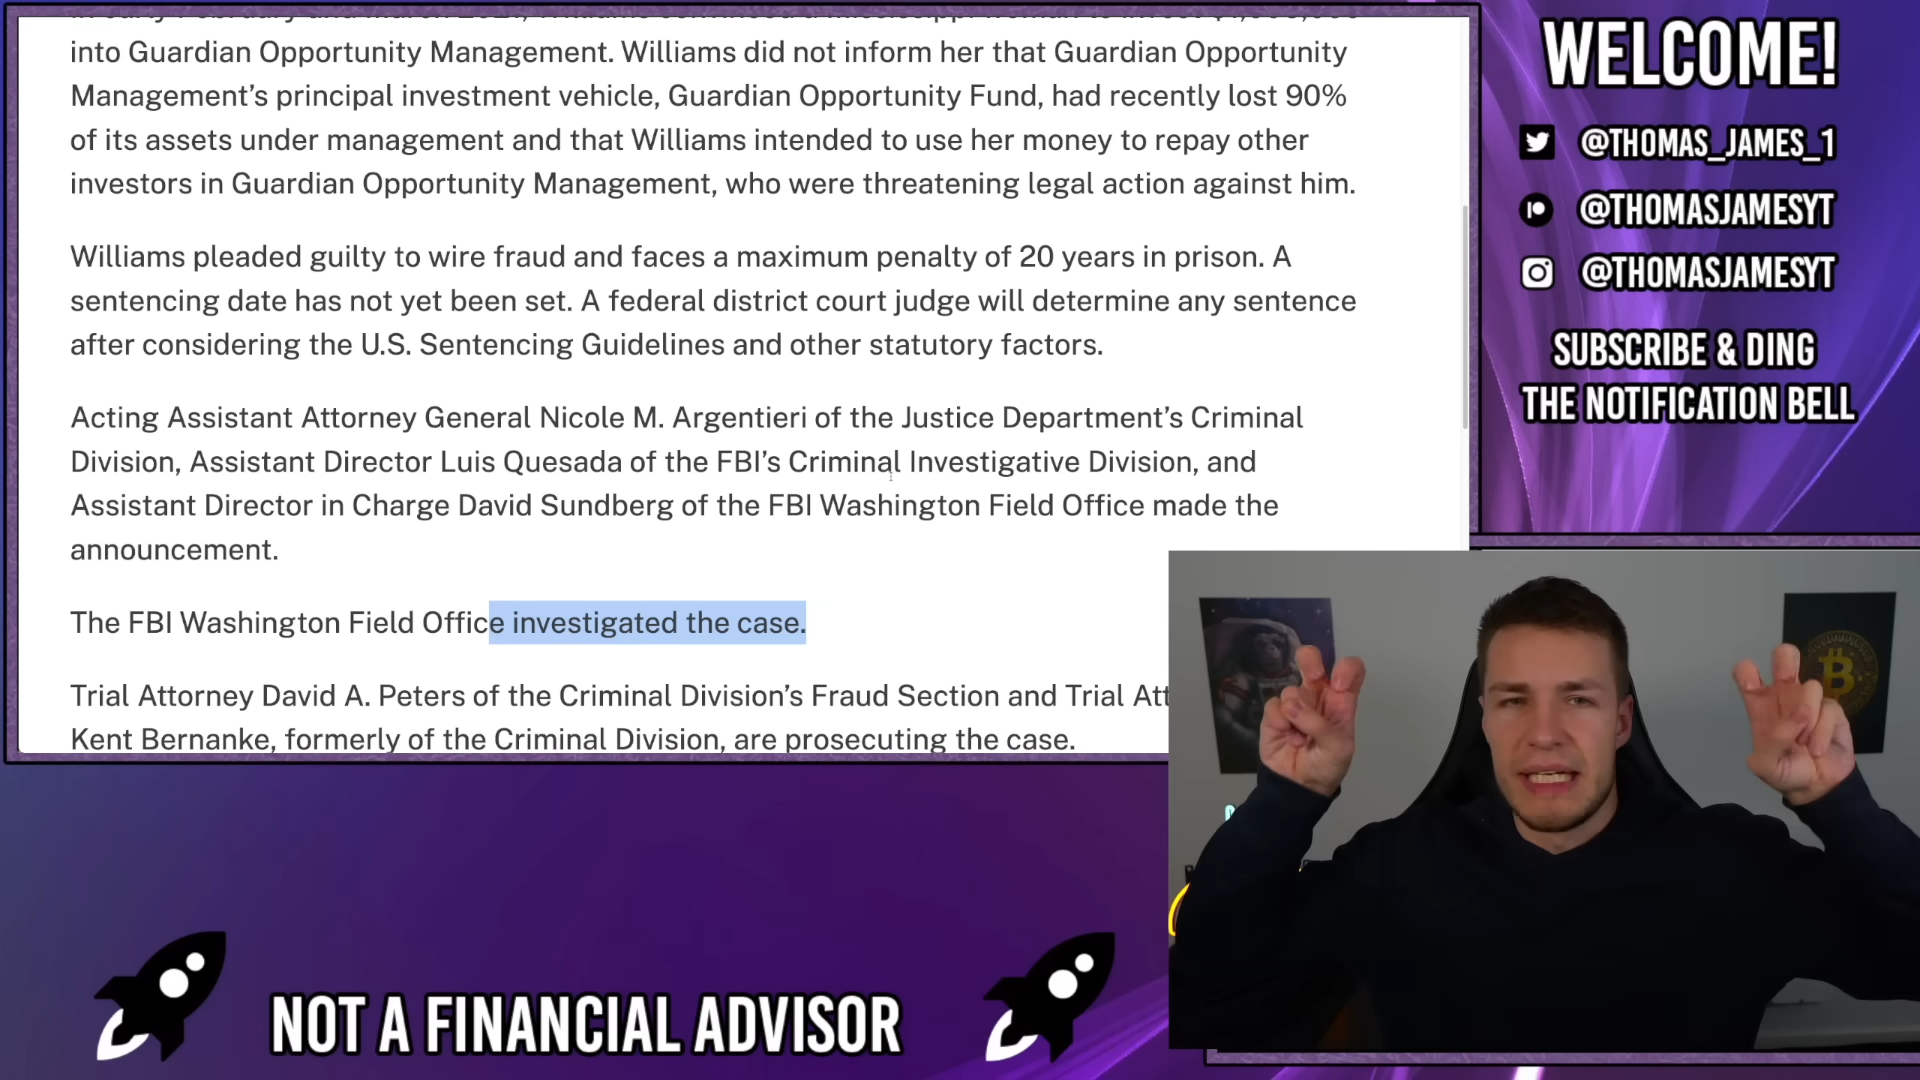 into Guardian Opportunity Management. Williams did not inform her that Guardian Opportunity
Management’s principal investment vehicle, Guardian Opportunity Fund, had recently lost 90%
of its assets under management and that Williams intended to use her money to repay other
investors in Guardian Opportunity Management, who were threatening legal action against him.
Williams pleaded guilty to wire fraud and faces a maximum penalty of 20 years in prison. A
sentencing date has not yet been set. A federal district court judge will determine any sentence
after considering the U.S. Sentencing Guidelines and other statutory factors.
Acting Assistant Attorney General Nicole M. Argentieri of the Justice Department’s Criminal
Division, Assistant Director Luis Quesada of the FBI’s Criminal Investigative Division, and
Assistant Director in Charge David Sundberg of the FBI Washington Field Office made the
announcement.
The FBI Washington Field Office investigated the case.
Trial Attorney David A. Peters of the Criminal Division’s Fraud Section and Trial Att
Kent Bernanke, formerly of the Criminal Division, are prosecuting the case.
WELCOME!
@THOMAS_JAMES_1
@THOMASJAMESYT
@THOMASJAMESYT
SUBSCRIBE & DING
THE NOTIFICATION BELL
NOT A FINANCIAL ADVISOR